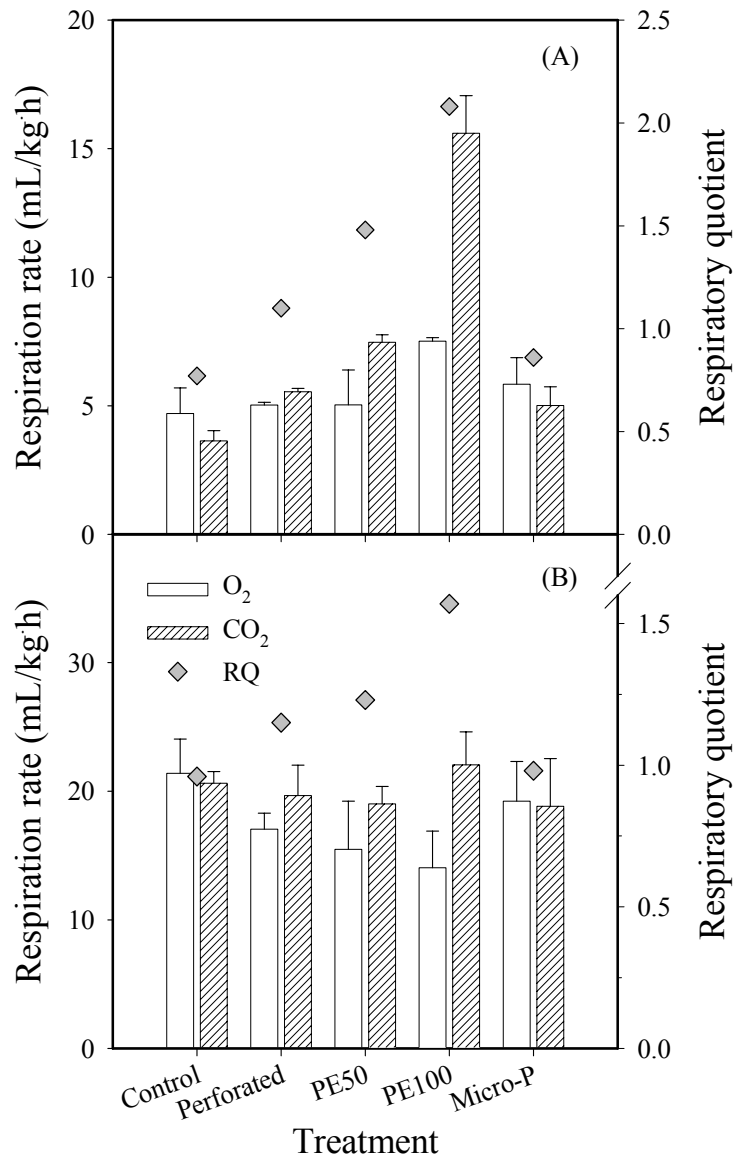 20
15
10
5
0
Respiration rate (mL/kg·h)
(A)
2.5
2.0
1.5
1.0
0.5
0.0
Respiratory quotient
30
20
10
0
Respiration rate (mL/kg·h)
O2
CO2
RQ
(B)
1.5
1.0
0.5
0.0
Respiratory quotient
Control
Perforated
PE50
PE100
Micro-P
Treatment